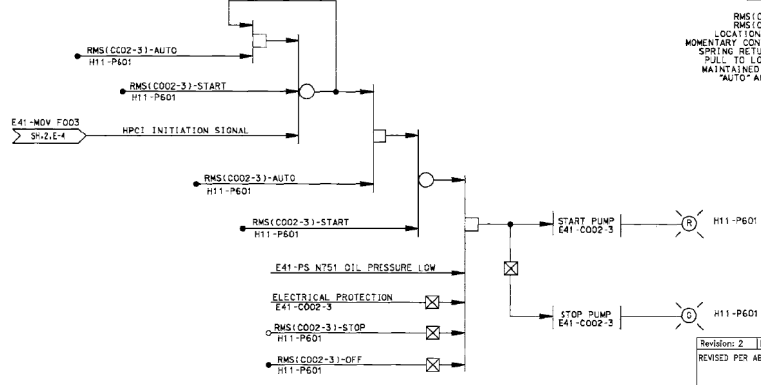 RMS(C
RMS(C
LOCATION
MOMENTARY CON
SPRING RETU
PULL TO LO
MAINTAINED
"AUTO" A
RMS(C002-3)-AUTO
H11-P601
RMS(C002-3)-START
H11-P601
E41-MOV F003
SH.2,E-4
HPCI INITIATION SIGNAL
RMS(C002-3)-AUTO
H11-P601
RMS(C002-3)-START
H11-P601
START PUMP
E41-C002-3
R
H11-P601
E41-PS N751 OIL PRESSURE LOW
ELECTRICAL PROTECTION
E41-C002-3
RMS(C002-3)-STOP
H11-P601
STOP PUMP
E41-C002-3
G
H11-P601
RMS(C002-3)-OFF
H11-P601
Revision: 2
REVISED PER AB